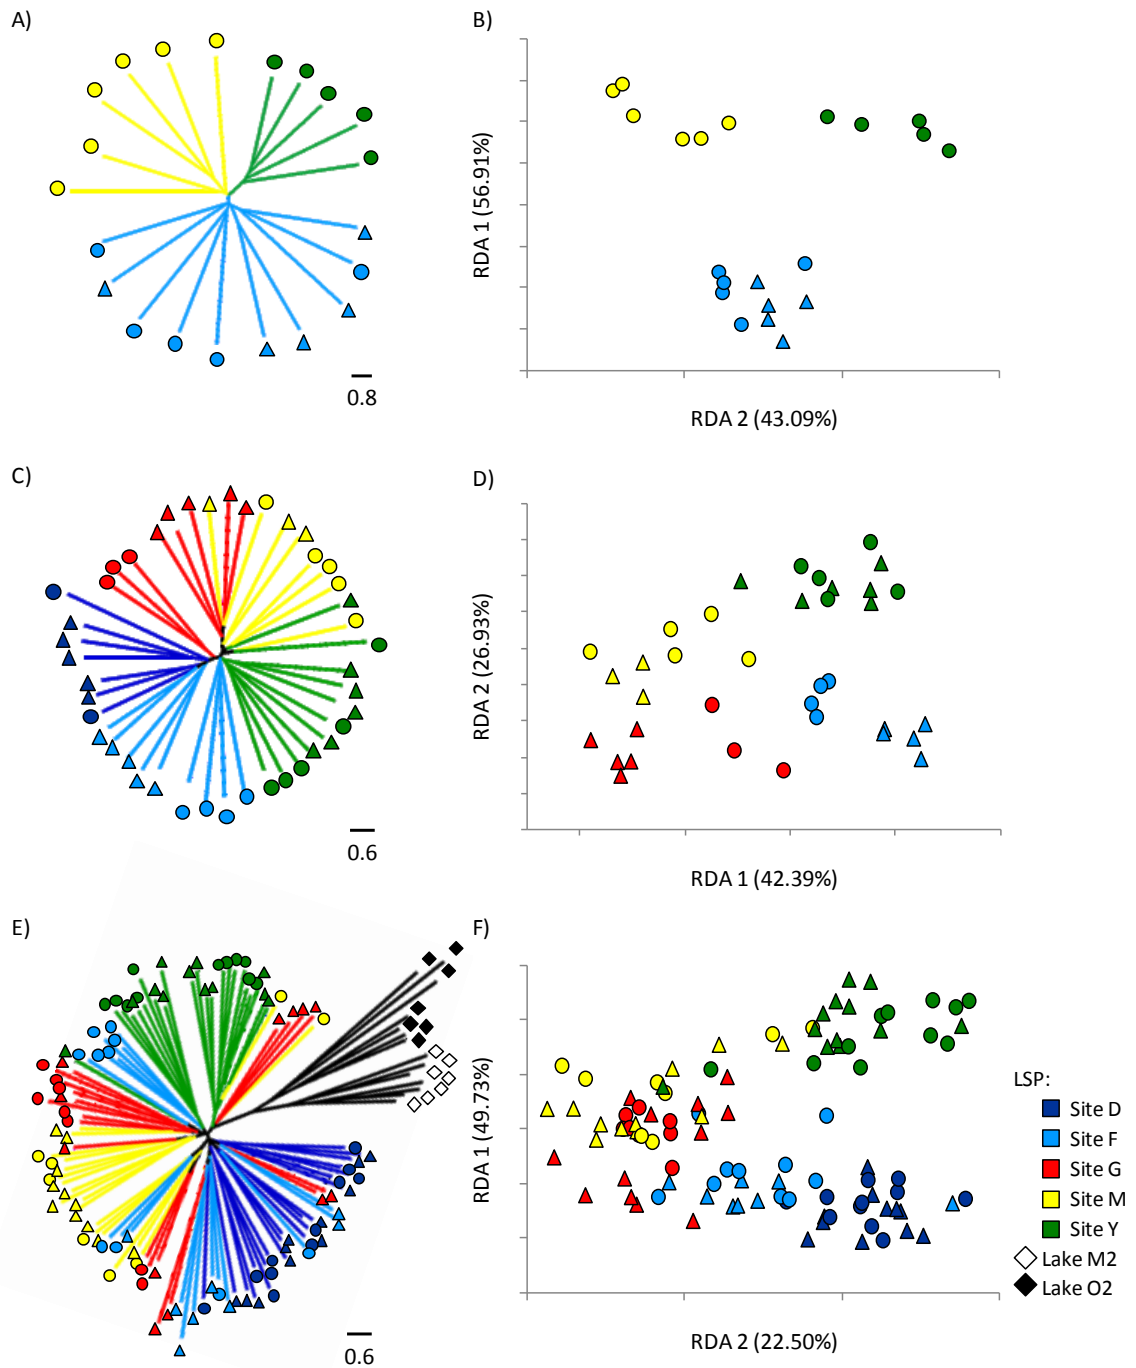 A)
B)
0.8
RDA 1 (56.91%)
RDA 2 (43.09%)
C)
D)
0.6
RDA 2 (26.93%)
RDA 1 (42.39%)
E)
F)
0.6
RDA 1 (49.73%)
RDA 2 (22.50%)
LSP:
Site D
Site F
Site G
Site M
Site Y
Lake M2
Lake O2